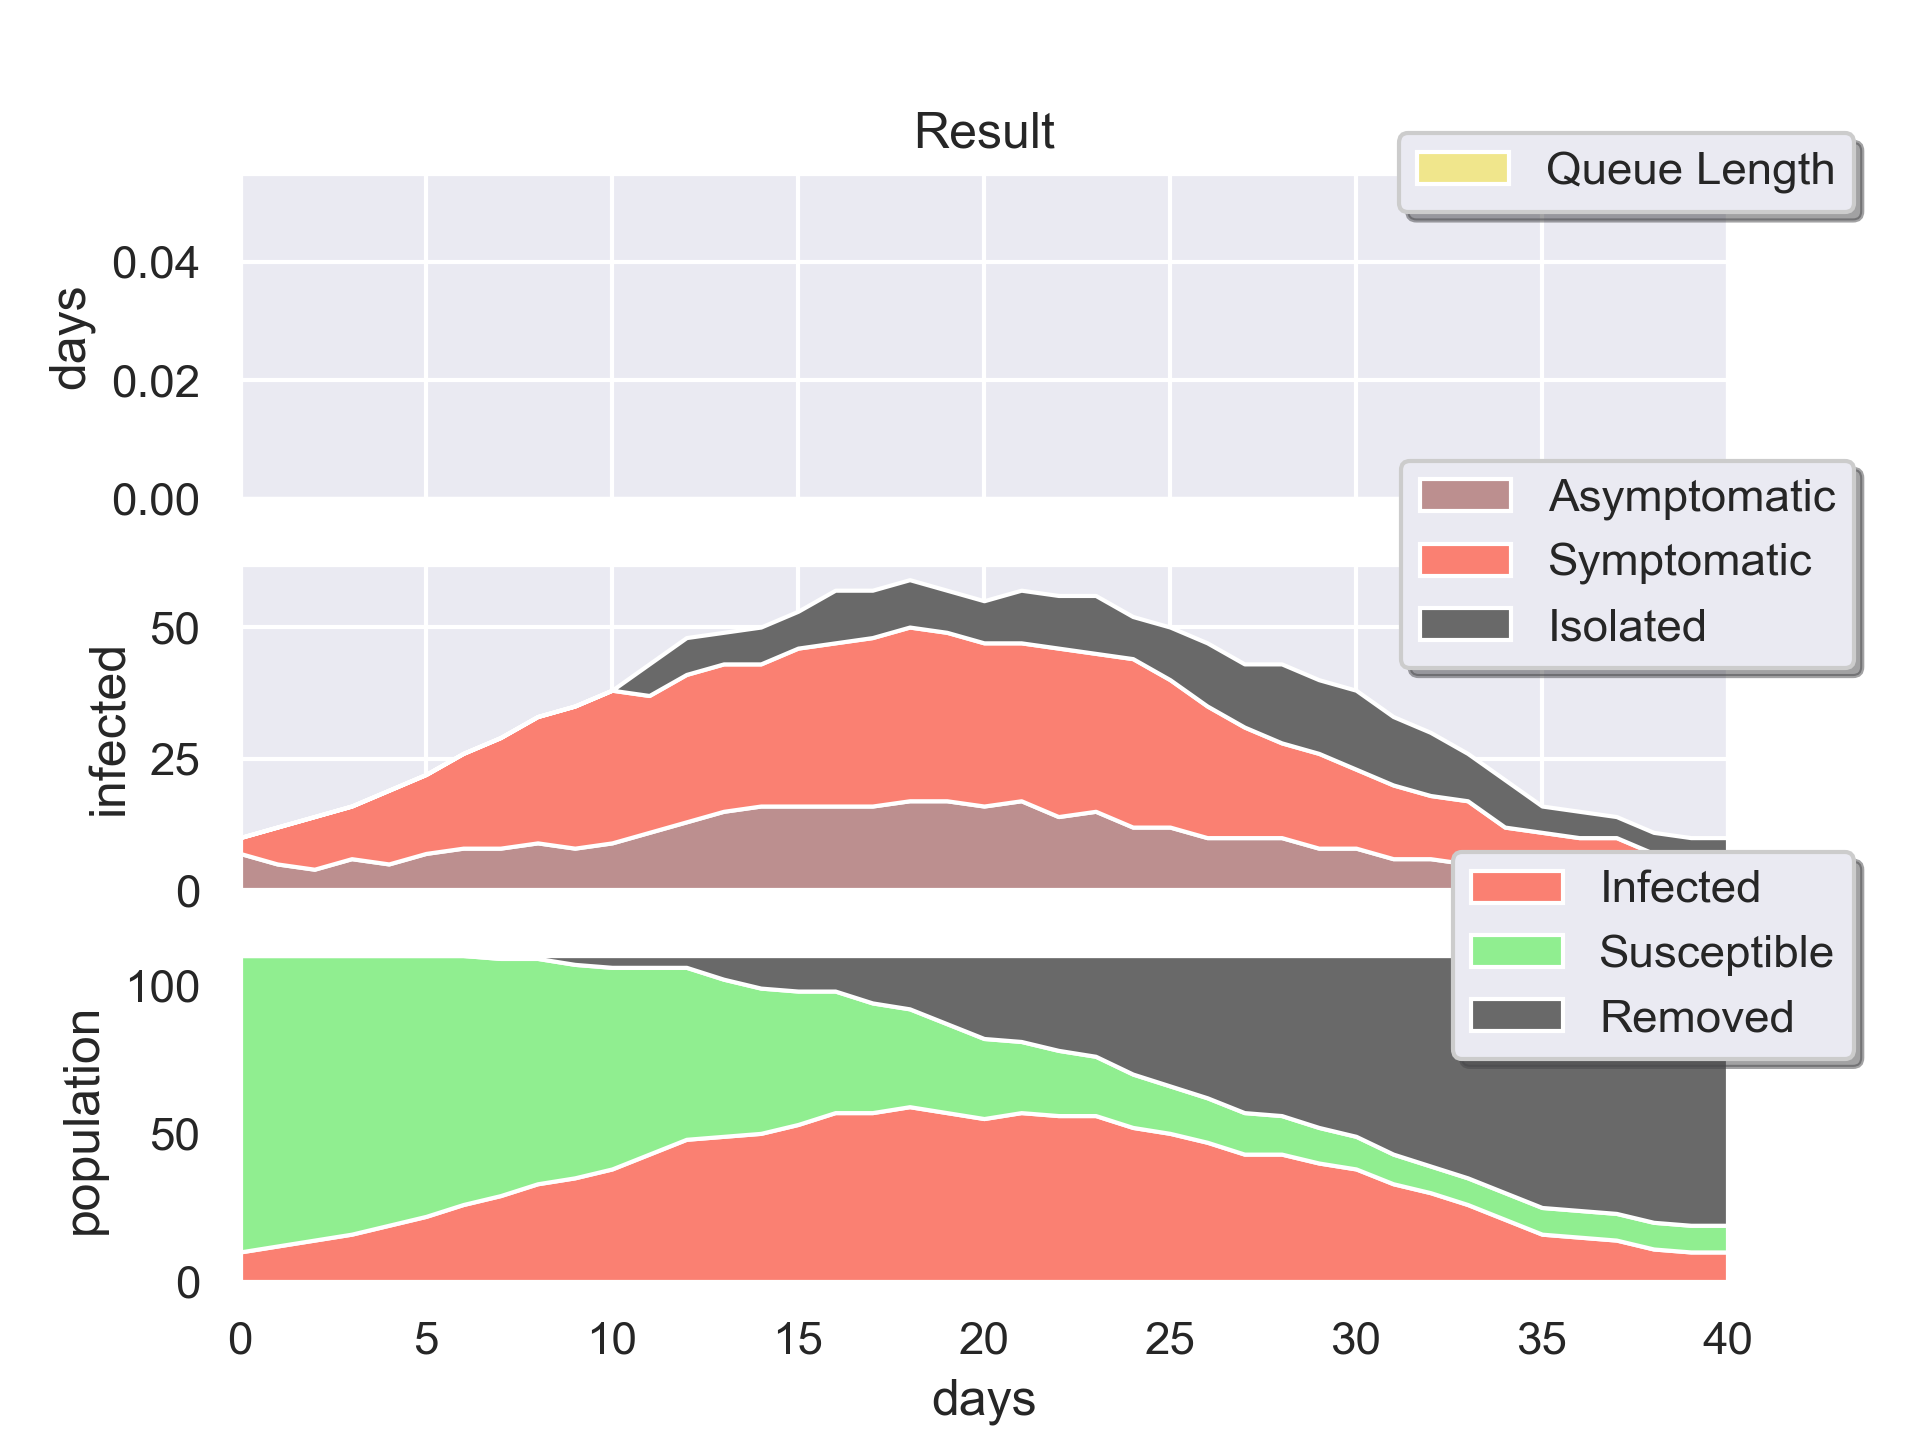 Result
Queue Length
0.04
0.02
0.00
days
Asymptomatic
Symptomatic
Isolated
50
25
0
infected
Infected
Susceptible
Removed
100
50
0
population
0 5 10 15 20 25 30 35 40
days